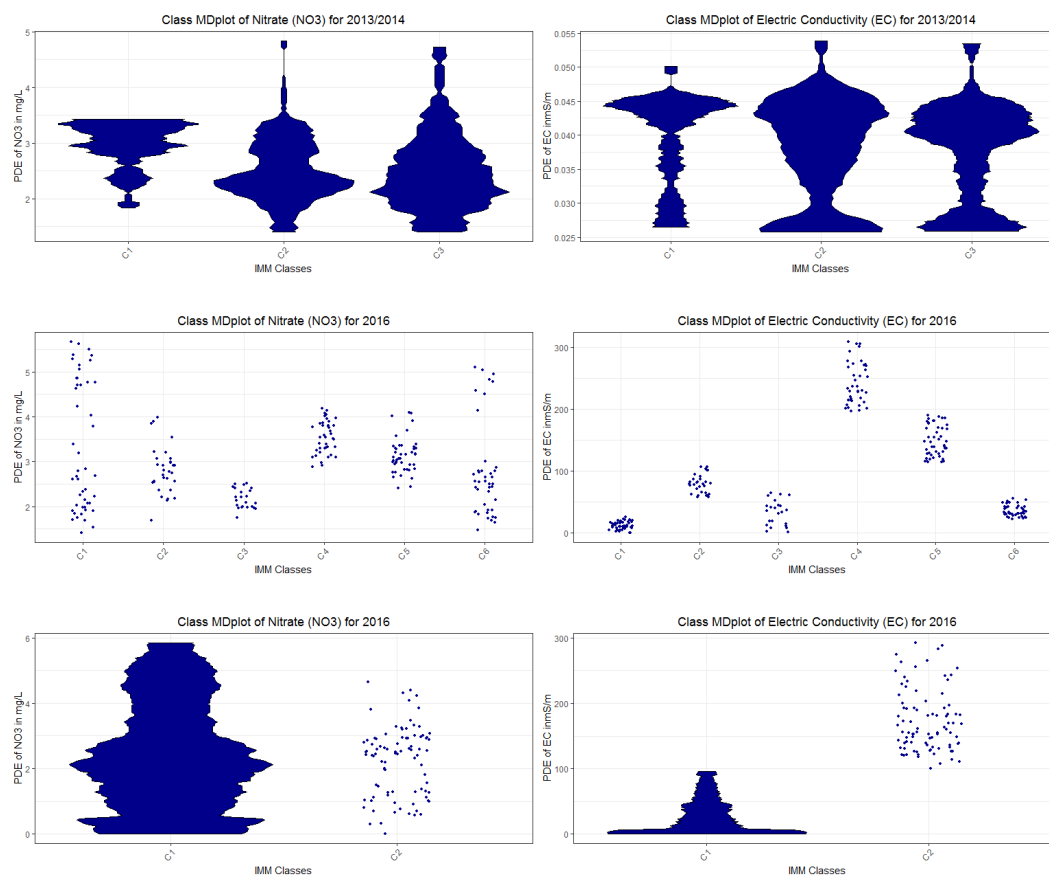 Class MDplot of Nitrate (NO3) for 2013/2014
PDE of NO3 in mg/L
5
4
3
2
C1
C2
C3
IMM Classes
Class MDplot of Electric Conductivity (EC) for 2013/2014
PDE of EC inmS/m
0.055
0.050
0.045
0.040
0.035
0.030
0.025
C1
C2
C3
IMM Classes
Class MDplot of Nitrate (NO3) for 2016
PDE of NO3 in mg/L
5
4
3
2
C1
C2
C3
C4
C5
C6
IMM Classes
Class MDplot of Electric Conductivity (EC) for 2016
PDE of EC inmS/m
300
200
100
0
C1
C2
C3
C4
C5
C6
IMM Classes
Class MDplot of Nitrate (NO3) for 2016
PDE of NO3 in mg/L
6
4
2
0
C1
C2
IMM Classes
Class MDplot of Electric Conductivity (EC) for 2016
PDE of EC inmS/m
300
200
100
0
C1
C2
IMM Classes